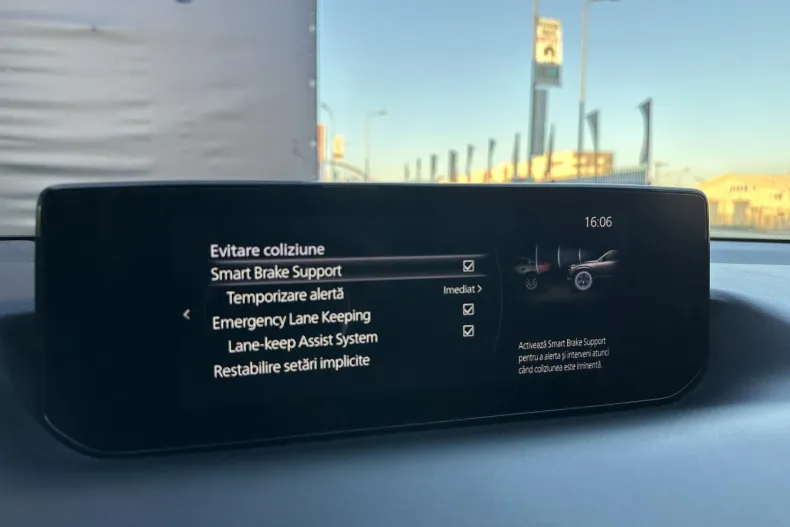 16:06
Evitare coliziune
Smart Brake Support
Temporizare alertă
Imediat >
Emergency Lane Keeping
Lane-keep Assist System
Restabilire setări implicite
Activează Smart Brake Support
pentru a alerta și interveni atunci
când coliziunea este iminentă.